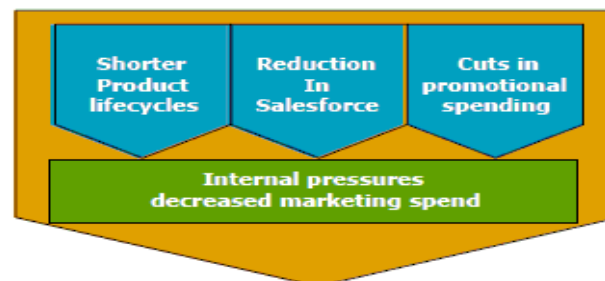 Shorter
Product
lifecycles
Reduction
In
Salesforce
Cuts in
promotional
spending
Internal pressures
decreased marketing spend